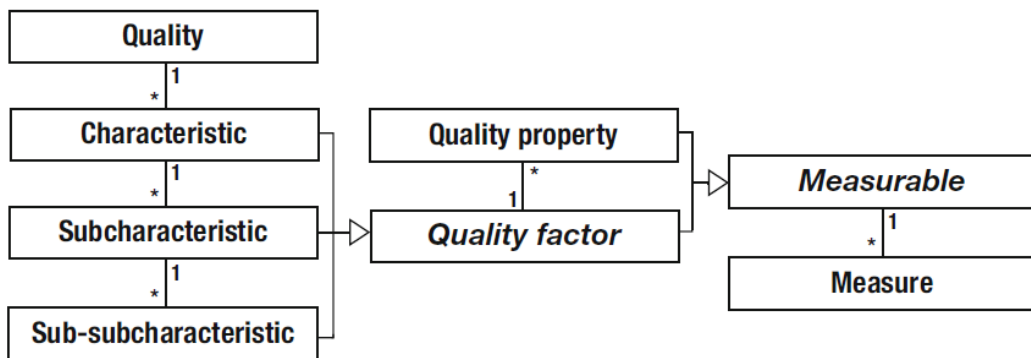 Quality
1
*
Characteristic
1
*
Subcharacteristic
1
*
Sub-subcharacteristic
Quality property
*
1
Quality factor
Measurable
1
*
Measure